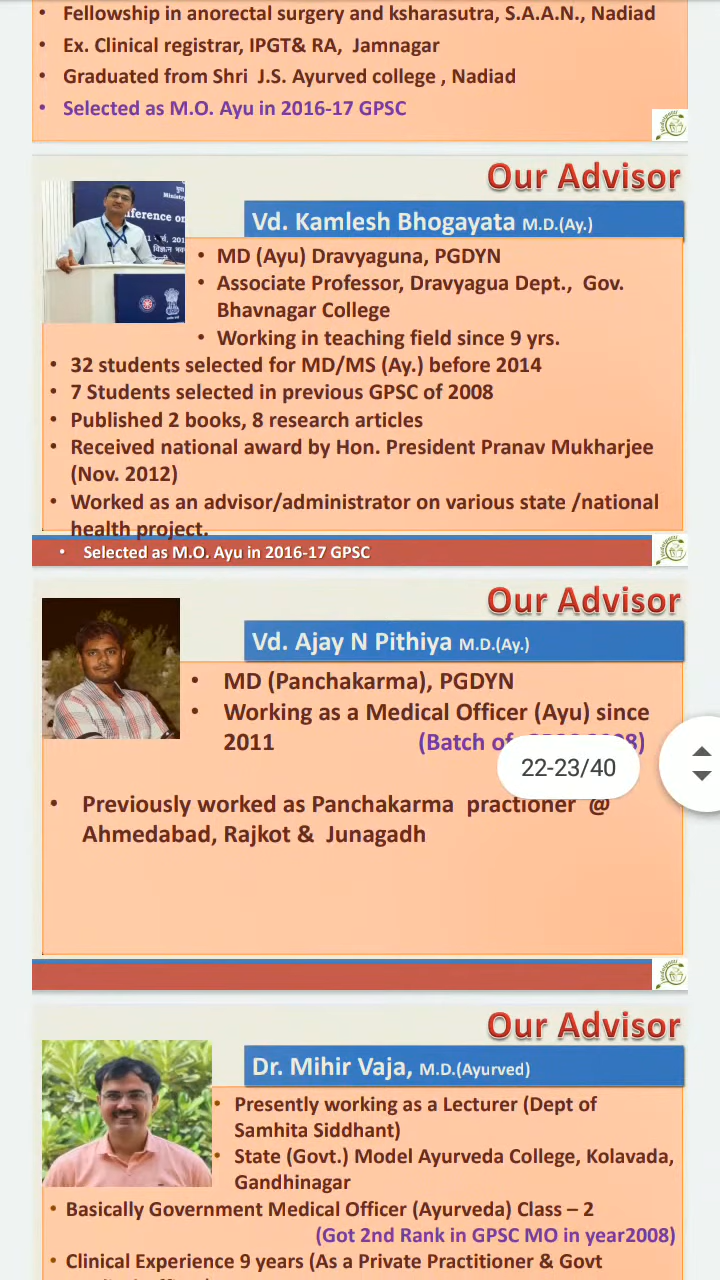 • Fellowship in anorectal surgery and ksharasutra, S.A.A.N., Nadiad
• Ex. Clinical registrar, IPGT& RA, Jamnagar
• Graduated from Shri J.S. Ayurved college , Nadiad
• Selected as M.O. Ayu in 2016-17 GPSC
Our Advisor
Vd. Kamlesh Bhogayata M.D.(Ay.)
• MD (Ayu) Dravyaguna, PGDYN
• Associate Professor, Dravyagua Dept., Gov.
Bhavnagar College
• Working in teaching field since 9 yrs.
• 32 students selected for MD/MS (Ay.) before 2014
• 7 Students selected in previous GPSC of 2008
• Published 2 books, 8 research articles
• Received national award by Hon. President Pranav Mukharjee
(Nov. 2012)
• Worked as an advisor/administrator on various state /national
health project.
• Selected as M.O. Ayu in 2016-17 GPSC
Our Advisor
Vd. Ajay N Pithiya M.D.(Ay.)
• MD (Panchakarma), PGDYN
• Working as a Medical Officer (Ayu) since
2011 (Batch of
22-23/40
• Previously worked as Panchakarma practioner @
Ahmedabad, Rajkot & Junagadh
Our Advisor
Dr. Mihir Vaja, M.D.(Ayurved)
• Presently working as a Lecturer (Dept of
Samhita Siddhant)
• State (Govt.) Model Ayurveda College, Kolavada,
Gandhinagar
• Basically Government Medical Officer (Ayurveda) Class – 2
(Got 2nd Rank in GPSC MO in year2008)
• Clinical Experience 9 years (As a Private Practitioner & Govt